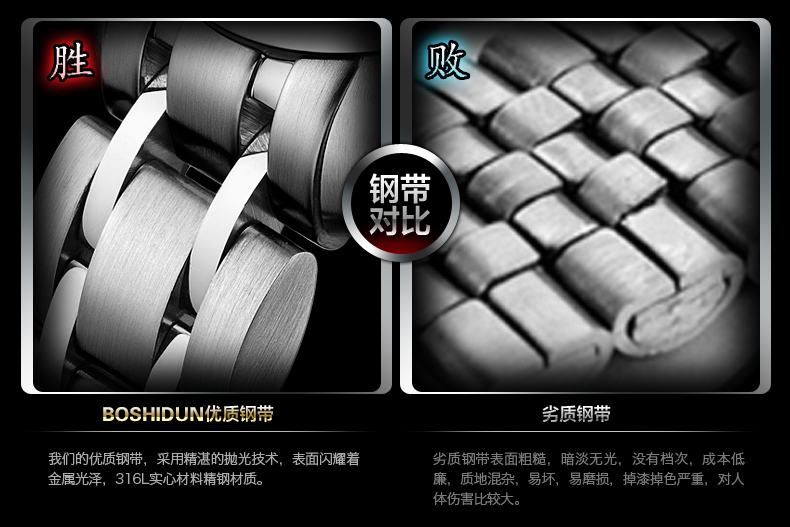 胜
败
钢带
对比
BOSHIDUN优质钢带
我们的优质钢带，采用精湛的抛光技术，表面闪耀着
金属光泽，316L实心材料精钢材质。
劣质钢带
劣质钢带表面粗糙，暗淡无光，没有档次，成本低
廉，质地混杂，易坏，易磨损，掉漆掉色严重，对人
体伤害比较大。